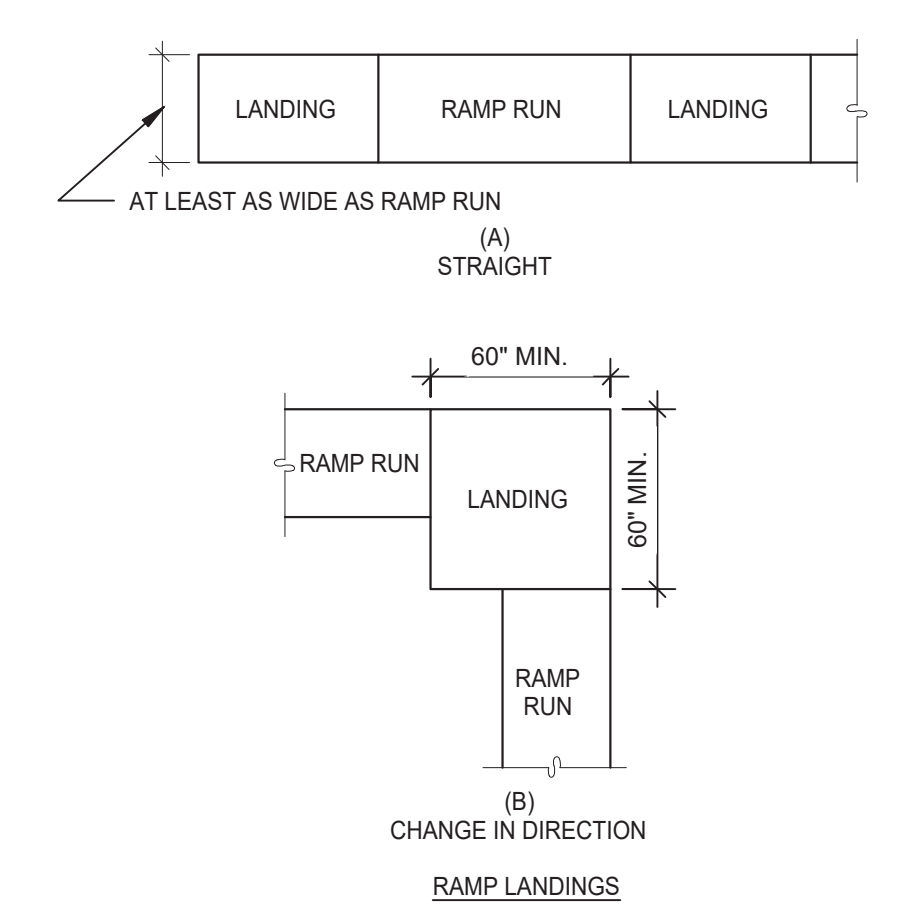 LANDING
RAMP RUN
LANDING
AT LEAST AS WIDE AS RAMP RUN
(A)
STRAIGHT
60" MIN.
RAMP RUN
LANDING
60" MIN.
RAMP
RUN
(B)
CHANGE IN DIRECTION
RAMP LANDINGS